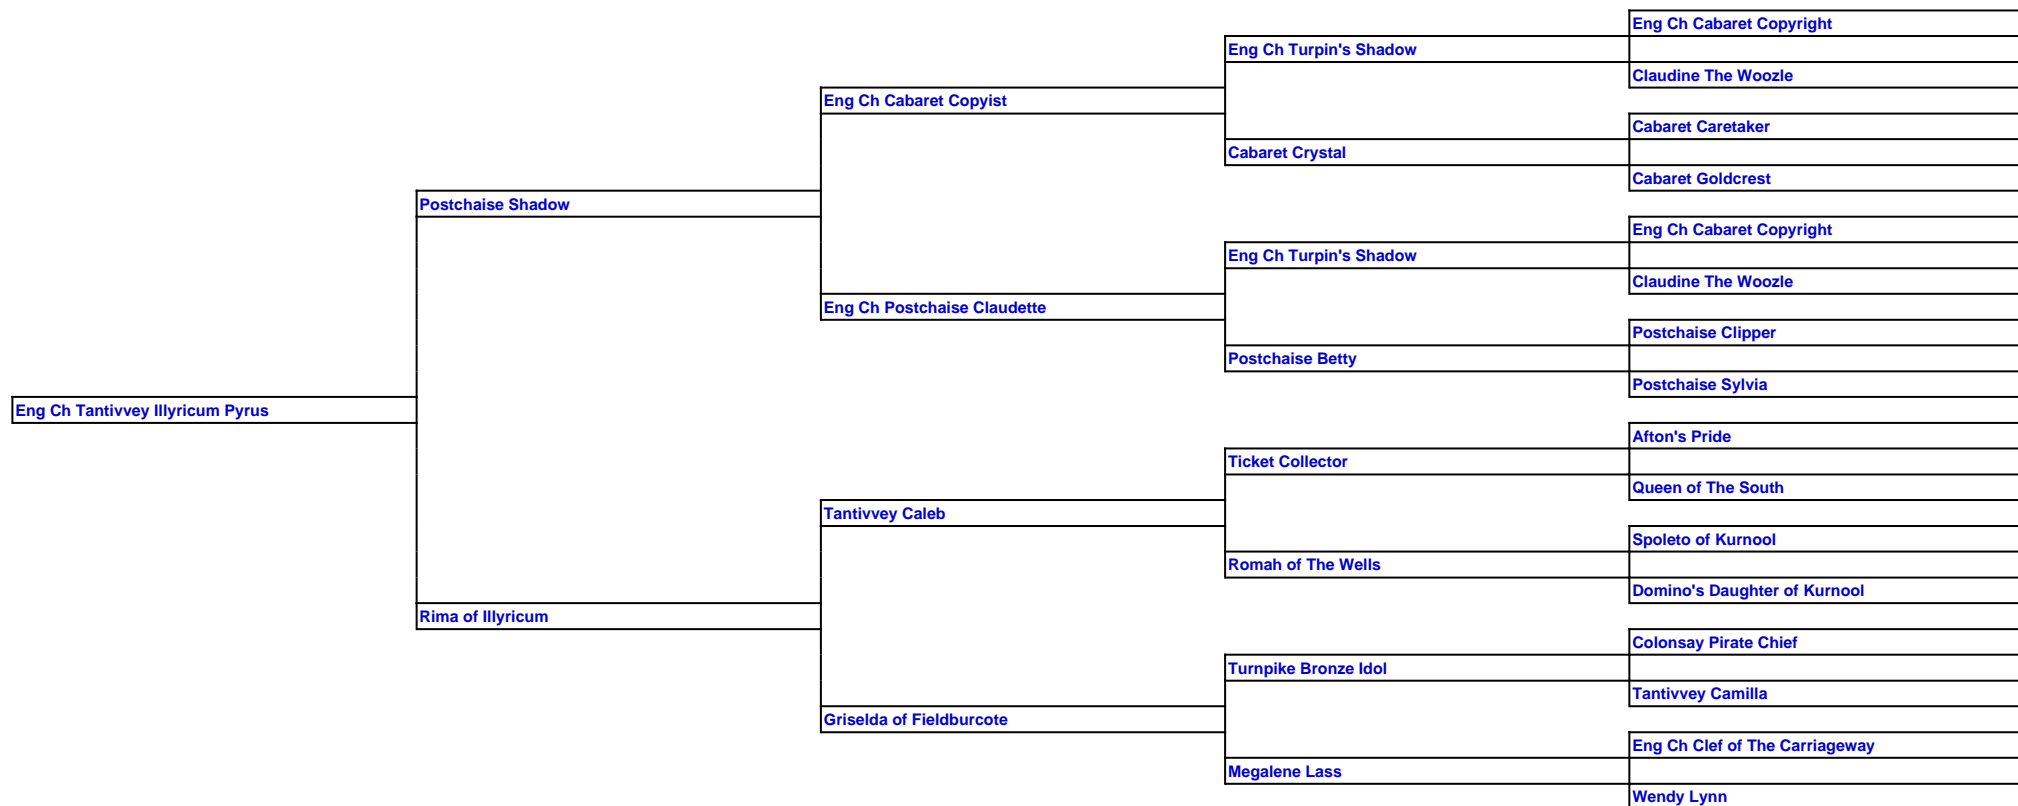 Eng Ch Cabaret Copyright
Eng Ch Turpin's Shadow
Claudine The Woozle
Eng Ch Cabaret Copyist
Cabaret Caretaker
Cabaret Crystal
Cabaret Goldcrest
Postchaise Shadow
Eng Ch Cabaret Copyright
Eng Ch Turpin's Shadow
Claudine The Woozle
Eng Ch Postchaise Claudette
Postchaise Clipper
Postchaise Betty
Postchaise Sylvia
Eng Ch Tantivvey Illyricum Pyrus
Afton's Pride
Ticket Collector
Queen of The South
Tantivvey Caleb
Spoleto of Kurnool
Romah of The Wells
Domino's Daughter of Kurnool
Rima of Illyricum
Colonsay Pirate Chief
Turnpike Bronze Idol
Tantivvey Camilla
Griselda of Fieldburcote
Eng Ch Clef of The Carriageway
Megalene Lass
Wendy Lynn